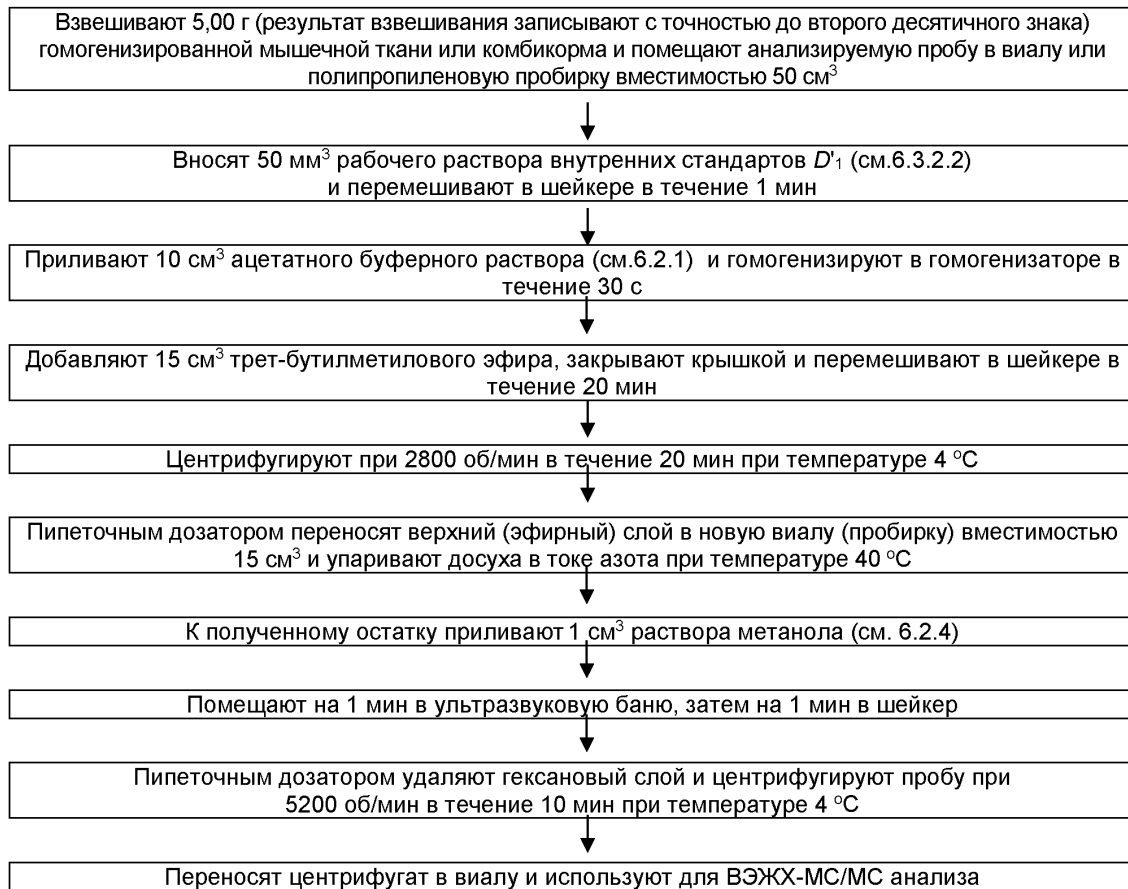 Взвешивают 5,00 г (результат взвешивания записывают с точностью до второго десятичного знака)
гомогенизированной мышечной ткани или комбикорма и помещают анализируемую пробу в виалу или
полипропиленовую пробирку вместимостью 50 см³
Вносят 50 мм³ рабочего раствора внутренних стандартов D'₁ (см.6.3.2.2)
и перемешивают в шейкере в течение 1 мин
Приливают 10 см³ ацетатного буферного раствора (см.6.2.1) и гомогенизируют в гомогенизаторе в
течение 30 с
Добавляют 15 см³ трет-бутилметилового эфира, закрывают крышкой и перемешивают в шейкере в
течение 20 мин
Центрифугируют при 2800 об/мин в течение 20 мин при температуре 4 °С
Пипеточным дозатором переносят верхний (эфирный) слой в новую виалу (пробирку) вместимостью
15 см³ и упаривают досуха в токе азота при температуре 40 °С
К полученному остатку приливают 1 см³ раствора метанола (см. 6.2.4)
Помещают на 1 мин в ультразвуковую баню, затем на 1 мин в шейкер
Пипеточным дозатором удаляют гексановый слой и центрифугируют пробу при
5200 об/мин в течение 10 мин при температуре 4 °С
Переносят центрифугат в виалу и используют для ВЭЖХ-МС/МС анализа